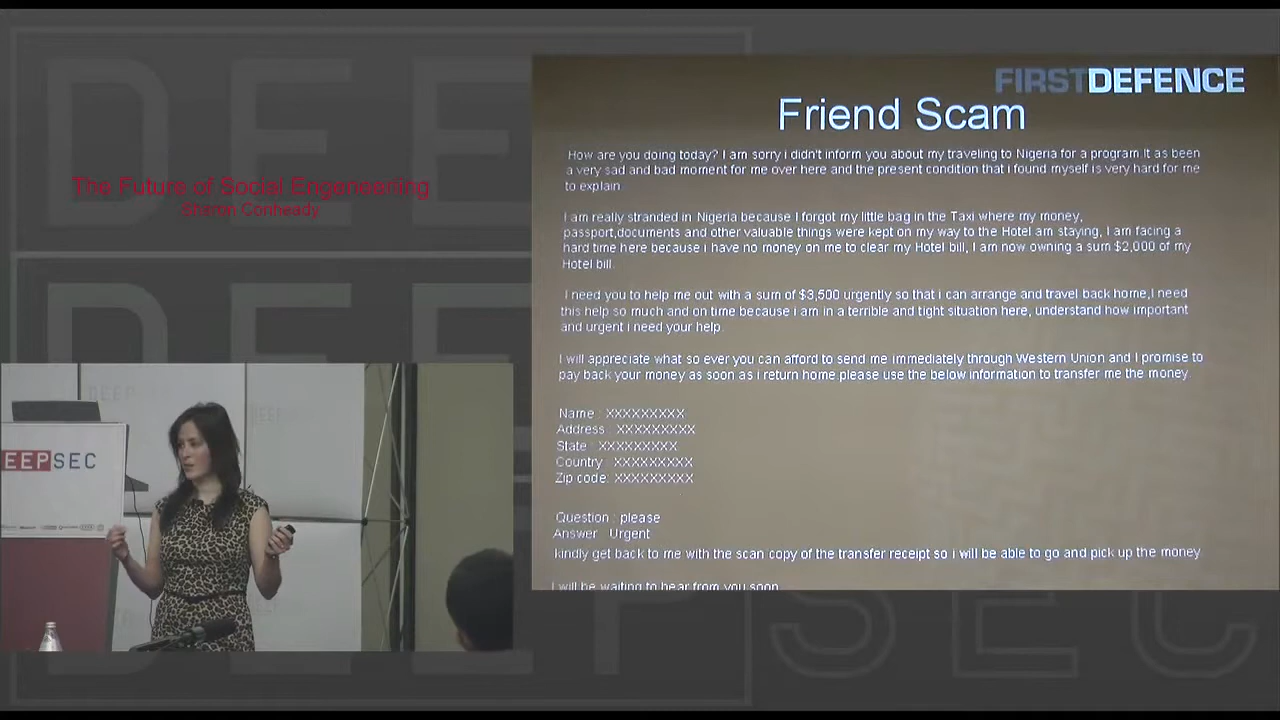 DEEPSEC
The Future of Social Engeneering
Sharon Conheady
EEPSEC
FIRSTDEFENCE
Friend Scam
How are you doing today? I am sorry i didn't inform you about my traveling to Nigeria for a program.It as been
a very sad and bad moment for me over here and the present condition that i found myself is very hard for me
to explain
I am really stranded in Nigeria because I forgot my little bag in the Taxi where my money,
passport,documents and other valuable things were kept on my way to the Hotel am staying, I am facing a
hard time here because i have no money on me to clear my Hotel bill, I am now owning a sum $2,000 of my
Hotel bill.
I need you to help me out with a sum of $3,500 urgently so that i can arrange and travel back home,I need
this help so much and on time because i am in a terrible and tight situation here, understand how important
and urgent i need your help.
I will appreciate what so ever you can afford to send me immediately through Western Union and I promise to
pay back your money as soon as i return home.please use the below information to transfer me the money.
Name : XXXXXXXXX
Address : XXXXXXXXX
State : XXXXXXXXX
Country : XXXXXXXXX
Zip code: XXXXXXXXX
Question : please
Answer : Urgent
kindly get back to me with the scan copy of the transfer receipt so i will be able to go and pick up the money
I will be waiting to hear from you soon